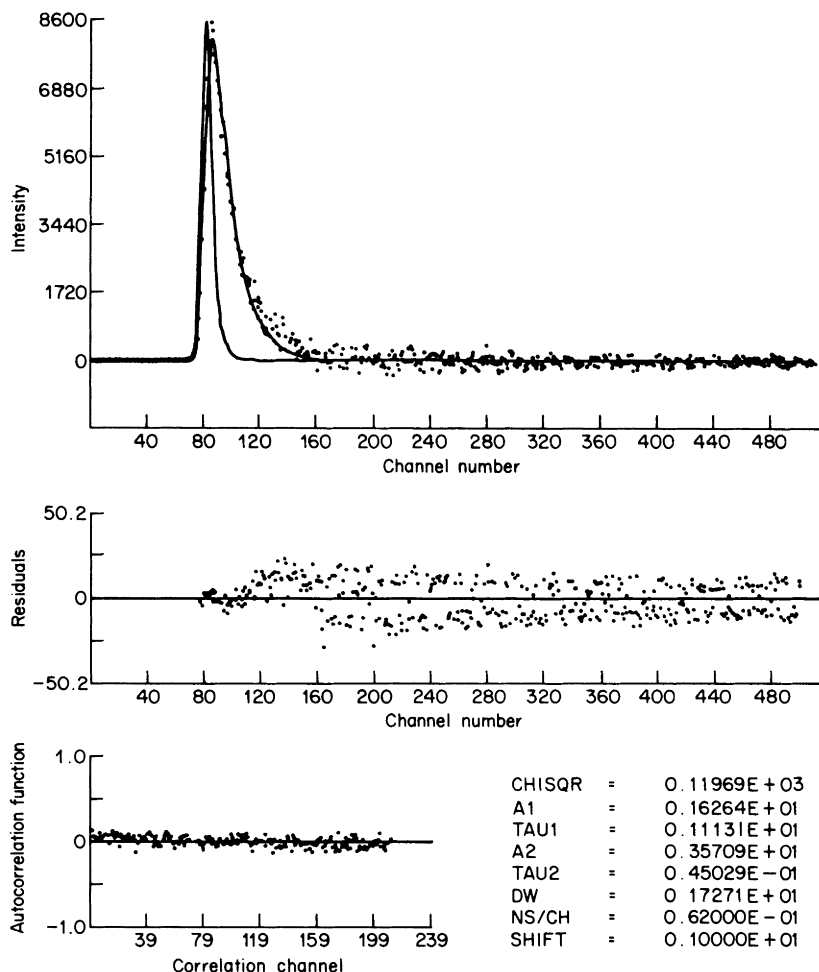 8600
6880
5160
3440
1720
0
Intensity
40 80 120 160 200 240 280 320 360 400 440 480
Channel number
50.2
0
-50.2
Residuals
40 80 120 160 200 240 280 320 360 400 440 480
Channel number
1.0
0
-1.0
Autocorrelation function
39 79 119 159 199 239
Correlation channel
CHISQR = 0.11969E+03
A1 = 0.16264E+01
TAU1 = 0.11131E+01
A2 = 0.35709E+01
TAU2 = 0.45029E-01
DW = 0.17271E+01
NS/CH = 0.62000E-01
SHIFT = 0.10000E+01